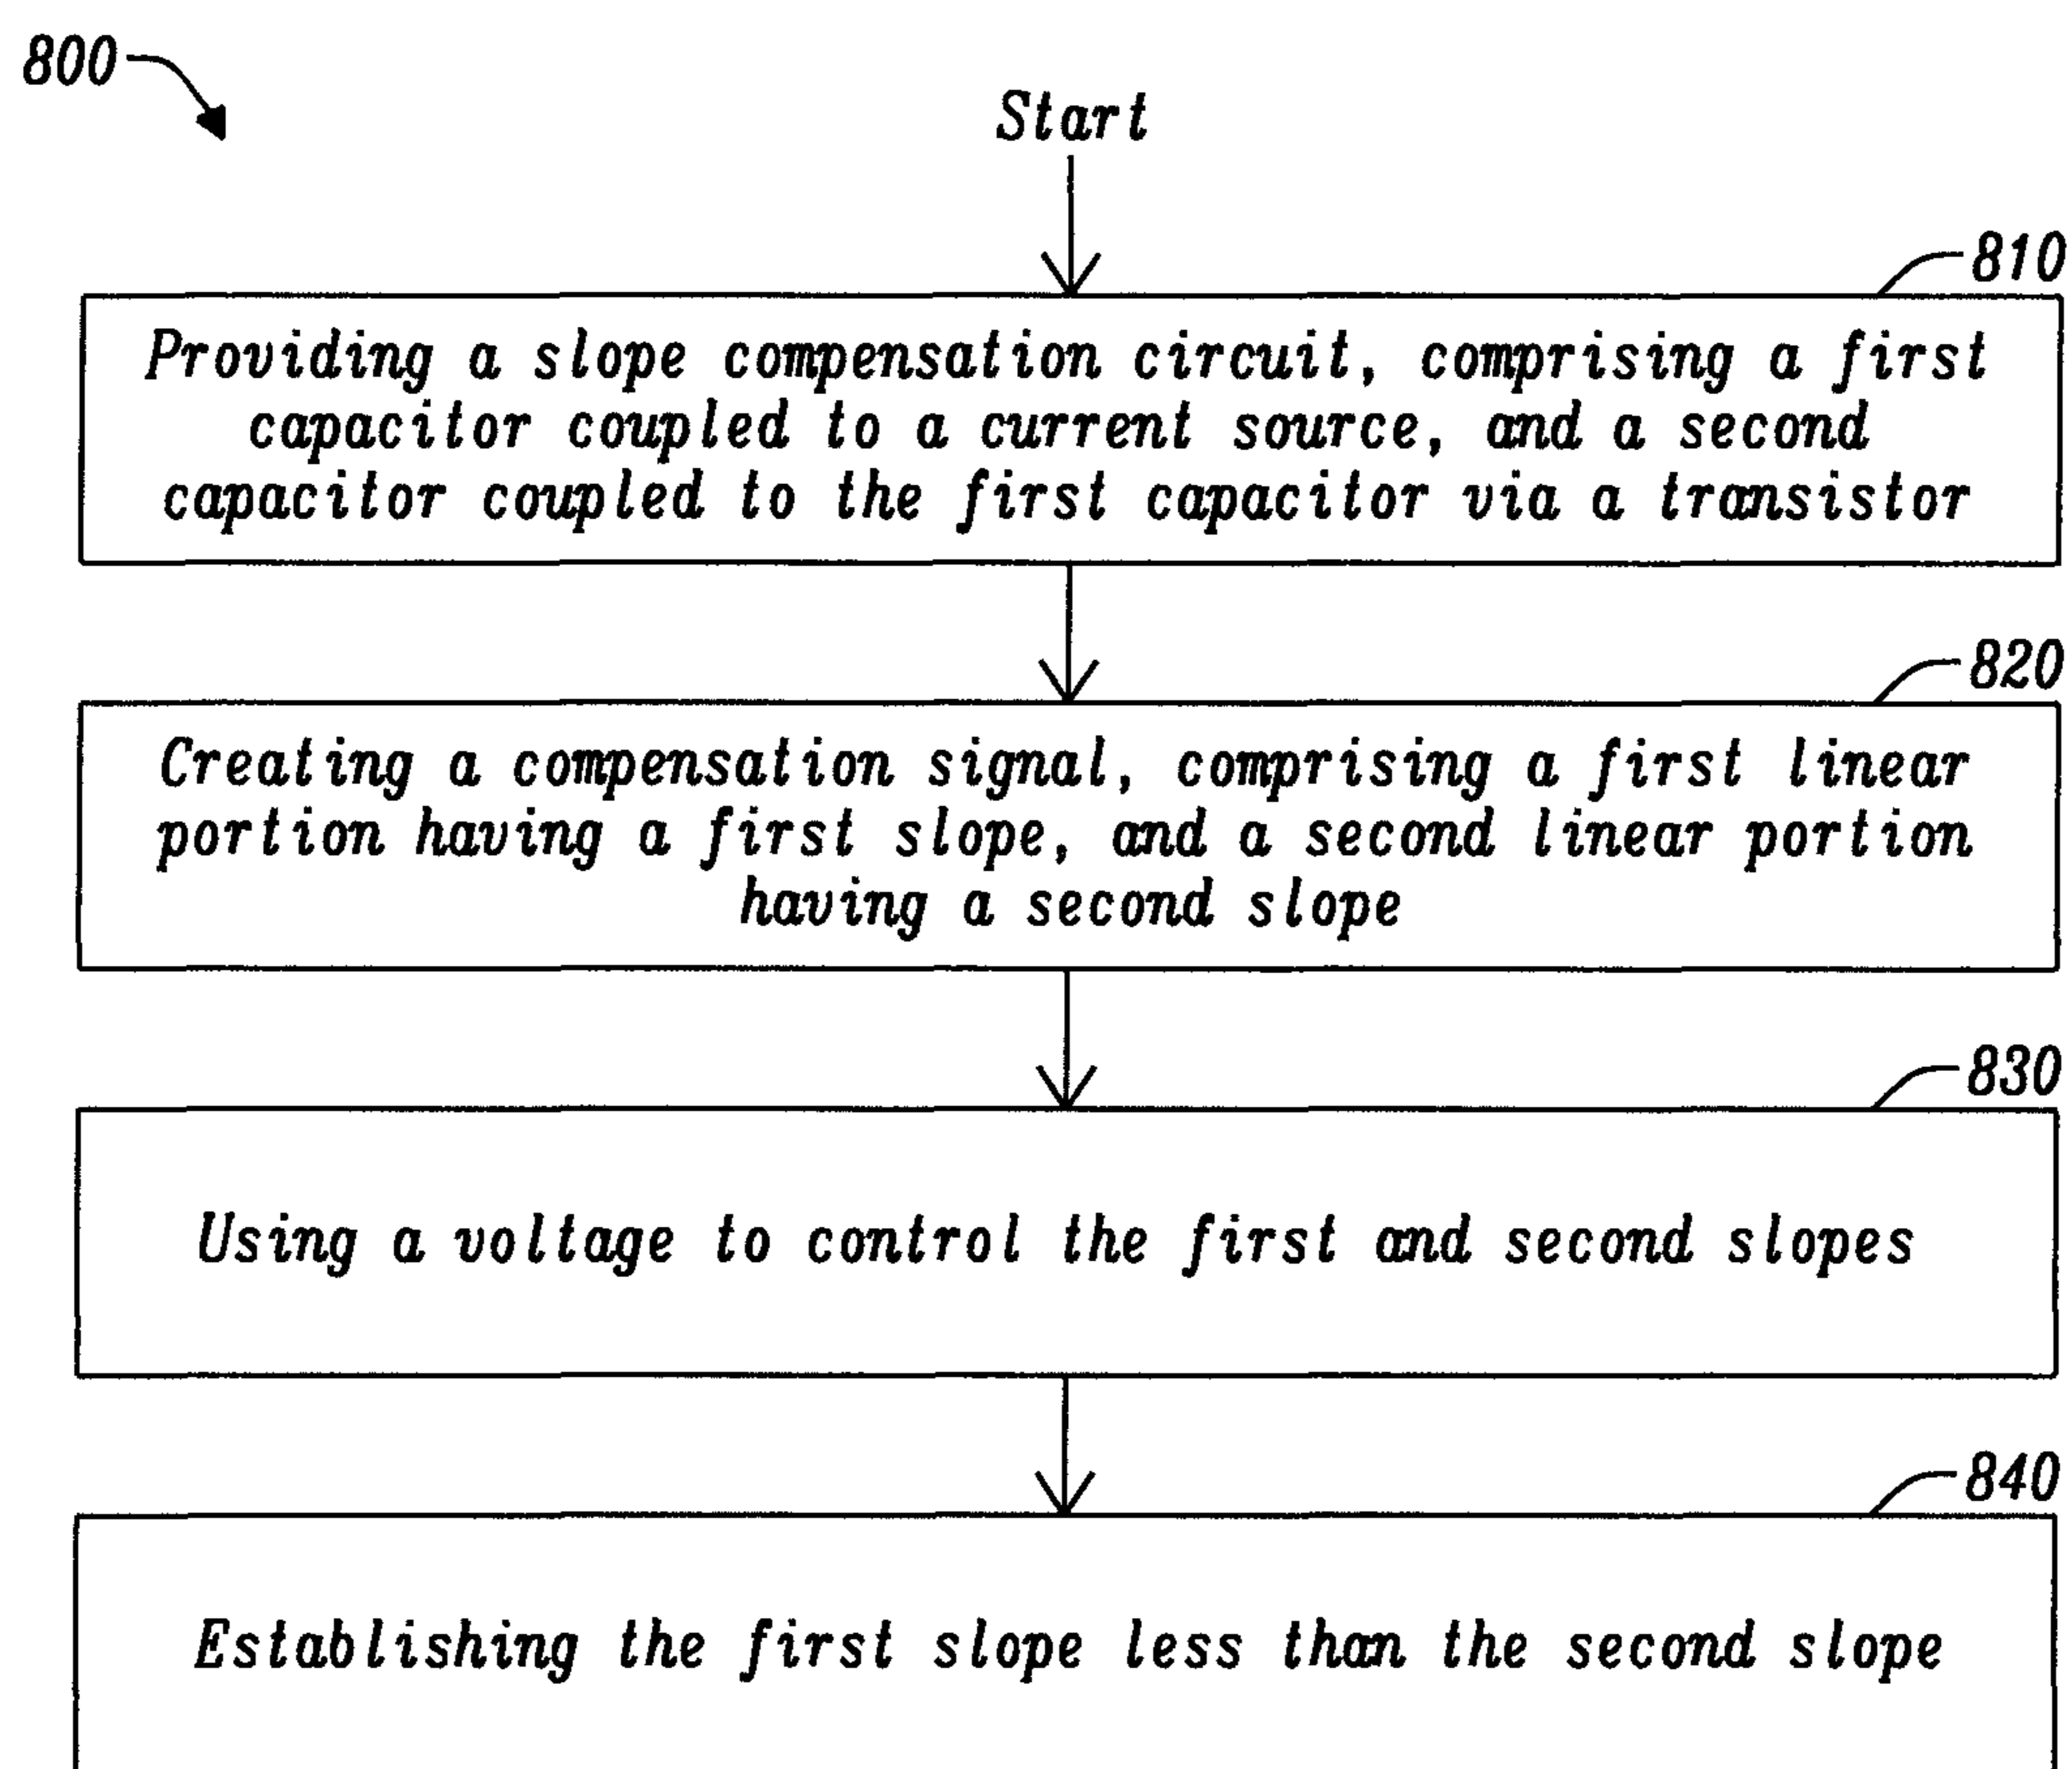 800
Start
810
Providing a slope compensation circuit, comprising a first
capacitor coupled to a current source, and a second
capacitor coupled to the first capacitor via a transistor
820
Creating a compensation signal, comprising a first linear
portion having a first slope, and a second linear portion
having a second slope
830
Using a voltage to control the first and second slopes
840
Establishing the first slope less than the second slope